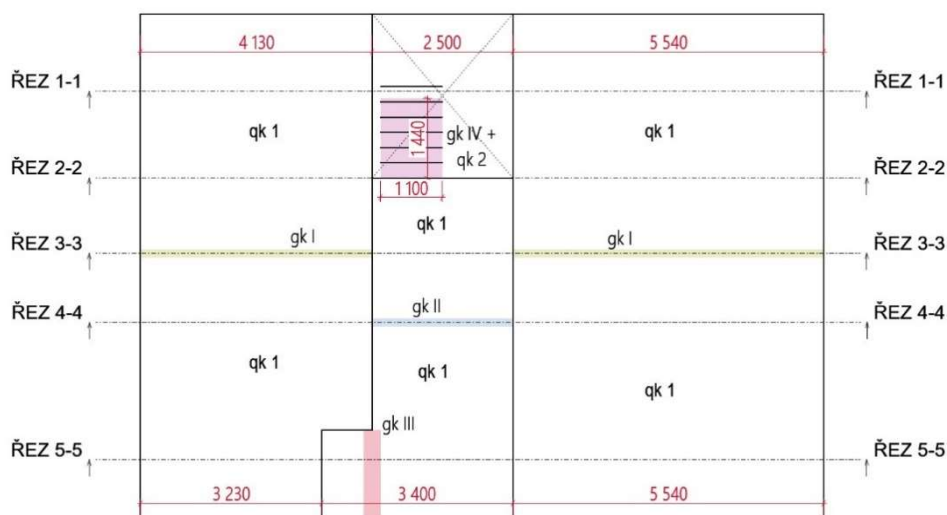 4 130
2 500
5 540
ŘEZ 1-1
ŘEZ 1-1
qk 1
1 440
gk IV +
qk 2
qk 1
ŘEZ 2-2
ŘEZ 2-2
1 100
qk 1
ŘEZ 3-3
gk I
gk I
ŘEZ 3-3
gk II
ŘEZ 4-4
ŘEZ 4-4
qk 1
qk 1
qk 1
gk III
ŘEZ 5-5
ŘEZ 5-5
3 230
3 400
5 540